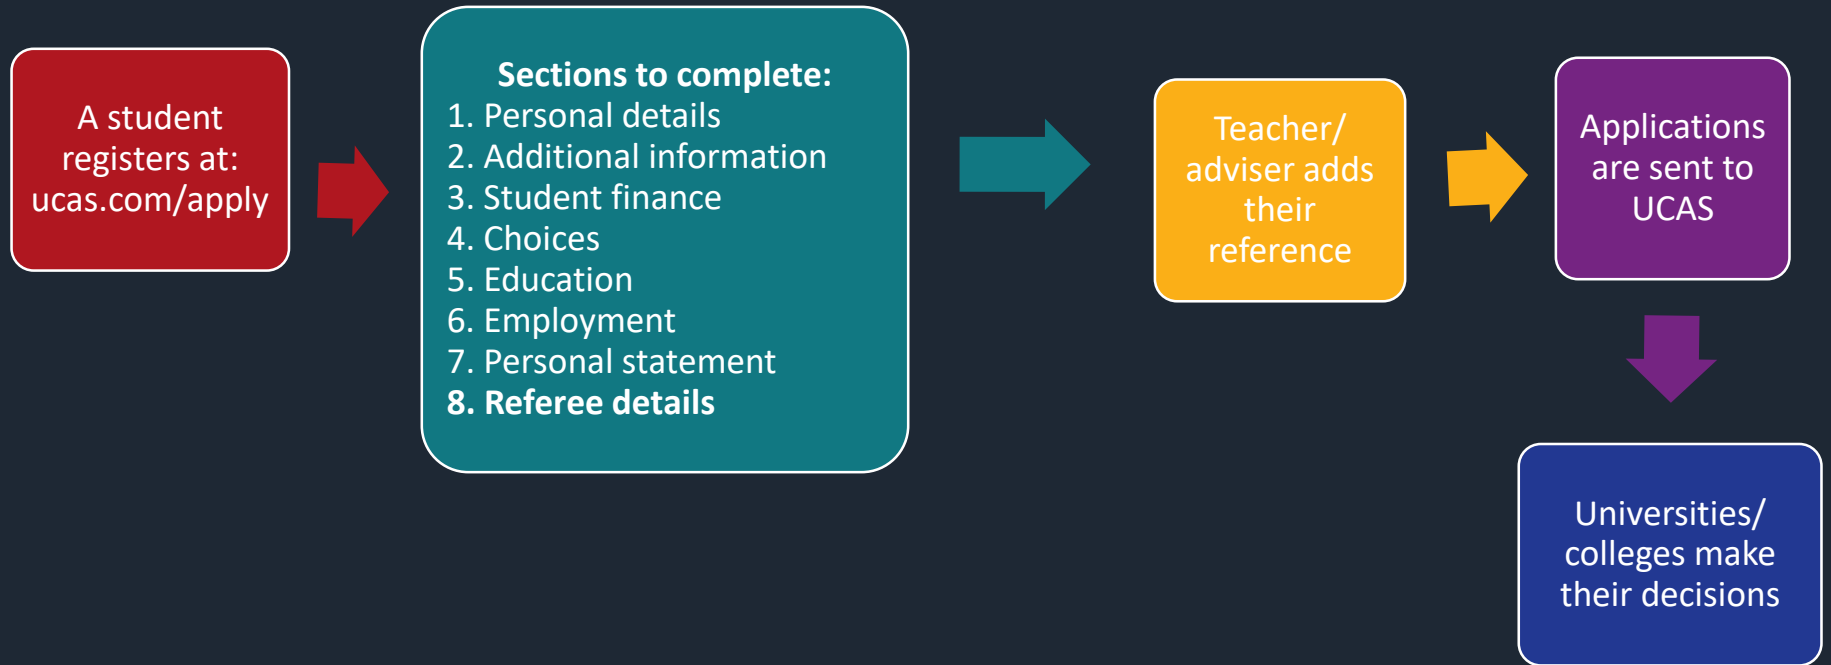 A student
registers at:
ucas.com/apply
Sections to complete:
1. Personal details
2. Additional information
3. Student finance
4. Choices
5. Education
6. Employment
7. Personal statement
8. Referee details
Teacher/
adviser adds
their
reference
Applications
are sent to
UCAS
Universities/
colleges make
their decisions